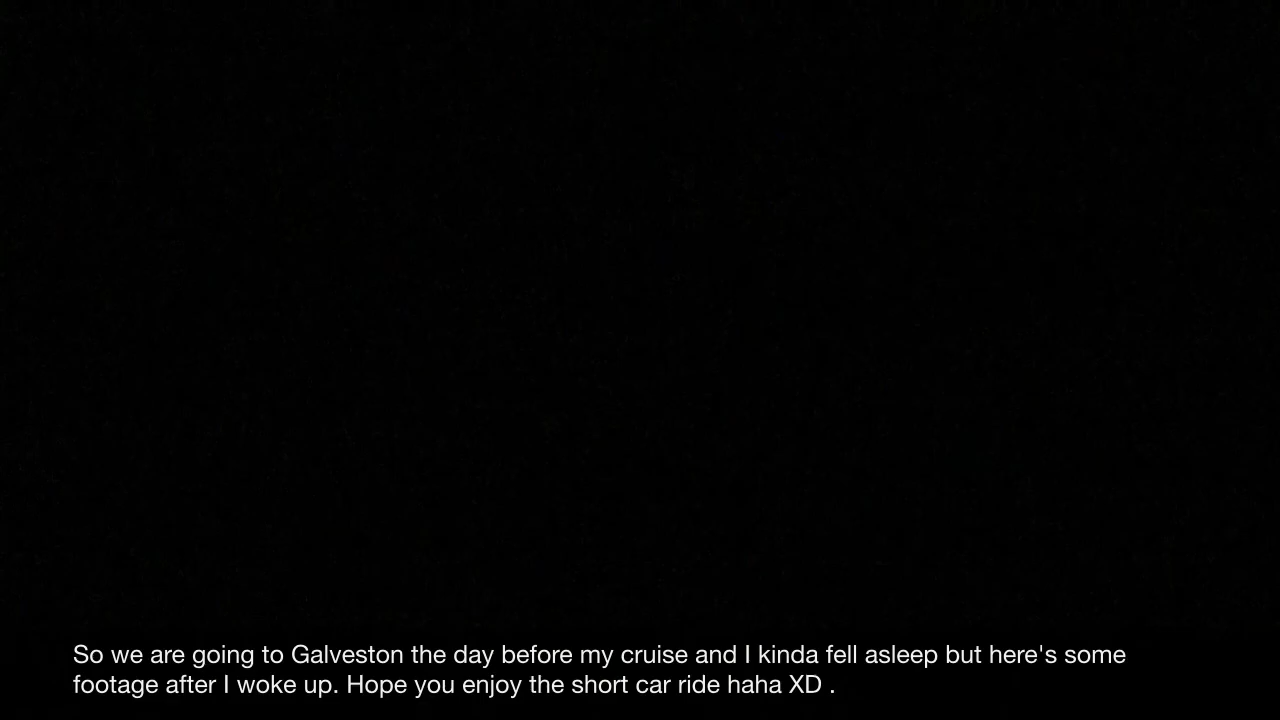 So we are going to Galveston the day before my cruise and I kinda fell asleep but here's some
footage after I woke up. Hope you enjoy the short car ride haha XD .